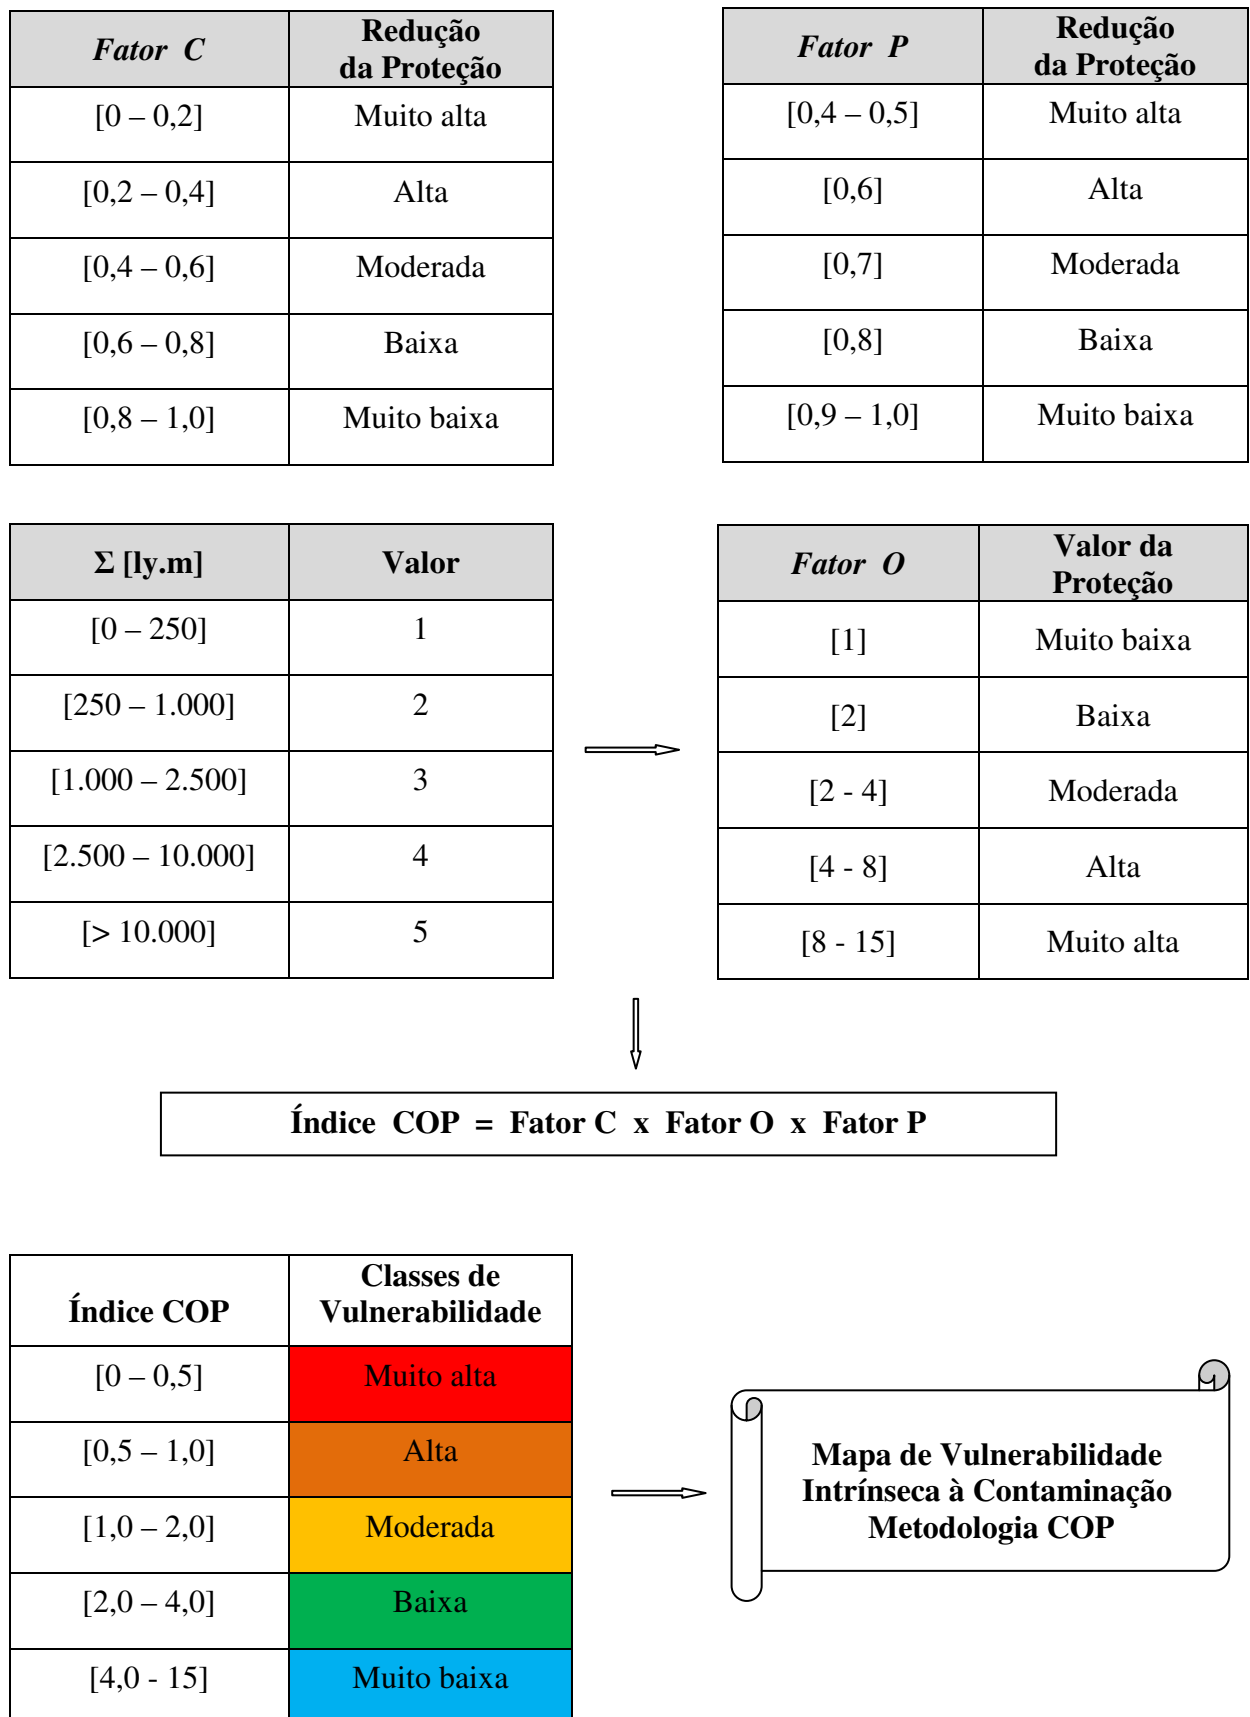 Fator C
Redução
da Proteção
[0 – 0,2]
Muito alta
[0,2 – 0,4]
Alta
[0,4 – 0,6]
Moderada
[0,6 – 0,8]
Baixa
[0,8 – 1,0]
Muito baixa
Fator P
Redução
da Proteção
[0,4 – 0,5]
Muito alta
[0,6]
Alta
[0,7]
Moderada
[0,8]
Baixa
[0,9 – 1,0]
Muito baixa
Σ [ly.m]
Valor
[0 – 250]
1
[250 – 1.000]
2
[1.000 – 2.500]
3
[2.500 – 10.000]
4
[> 10.000]
5
Fator O
Valor da
Proteção
[1]
Muito baixa
[2]
Baixa
[2 - 4]
Moderada
[4 - 8]
Alta
[8 - 15]
Muito alta
Índice COP = Fator C x Fator O x Fator P
Índice COP
Classes de
Vulnerabilidade
[0 – 0,5]
Muito alta
[0,5 – 1,0]
Alta
[1,0 – 2,0]
Moderada
[2,0 – 4,0]
Baixa
[4,0 - 15]
Muito baixa
Mapa de Vulnerabilidade
Intrínseca à Contaminação
Metodologia COP